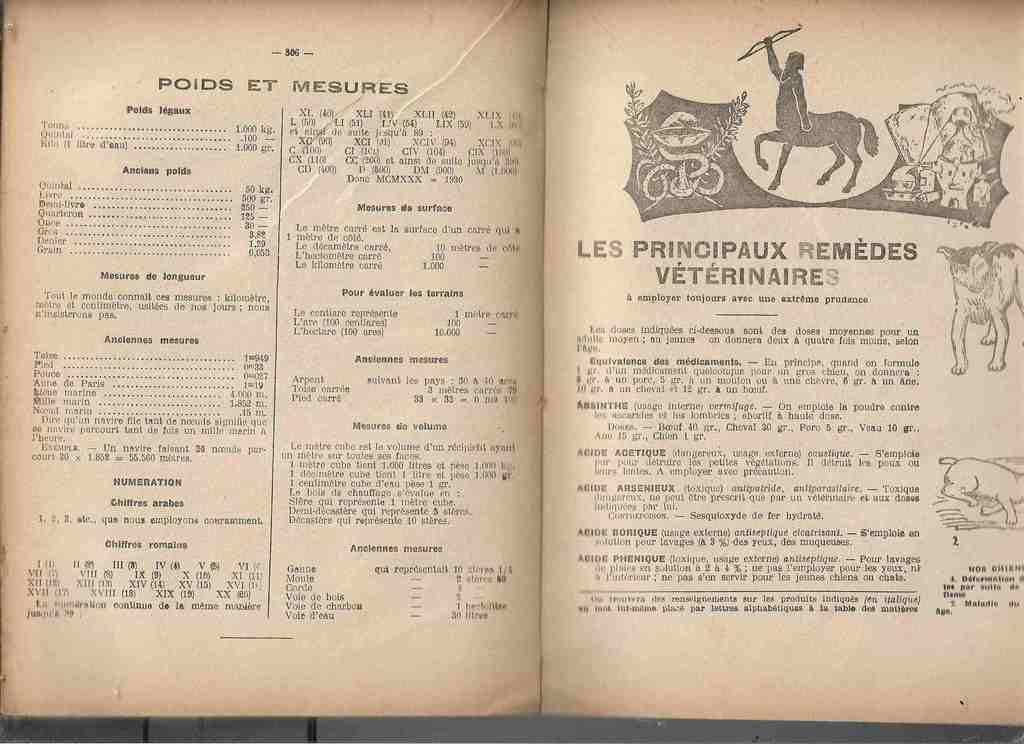 — 306 —
POIDS ET MESURES
Poids légaux
Tonne ........ 1.000 kg.
Quintal ........ 100 —
Kilo (1 litre d'eau) ........ 1.000 gr.
Anciens poids
Quintal ........ 50 kg.
Livre ........ 500 gr.
Demi-livre ........ 250 —
Quarteron ........ 125 —
Once ........ 30 —
Gros ........ 3,82
Denier ........ 1,29
Grain ........ 0,053
Mesures de longueur
Tout le monde connaît ces mesures : kilomètre,
mètre et centimètre, usitées de nos jours ; nous
n'insisterons pas.
Anciennes mesures
Toise ........ 1m949
Pied ........ 0m33
Pouce ........ 0m027
Aune de Paris ........ 1m19
Lieue marine ........ 4.000 m.
Mille marin ........ 1.852 m.
Nœud marin ........ 15 m.
Dire qu'un navire file tant de nœuds signifie que
ce navire parcourt tant de fois un mille marin à
l'heure.
EXEMPLE. — Un navire faisant 30 nœuds par-
court 30 × 1.852 = 55.560 mètres.
NUMERATION
Chiffres arabes
1, 2, 3, etc., que nous employons couramment.
Chiffres romains
I (1) II (2) III (3) IV (4) V (5) VI (6
VII (7) VIII (8) IX (9) X (10) XI (11)
XII (12) XIII (13) XIV (14) XV (15) XVI (16)
XVII (17) XVIII (18) XIX (19) XX (20)
La numération continue de la même manière
jusqu'à 39 :
XL (40) XLI (41) XLII (42) XLIX
L (50) LI (51) LIV (54) LIX (59) LX
et ainsi de suite jusqu'à 89 :
XC (90) XCI (91) XCIV (94) XCIX
C (100) CI (101) CIV (104) CIX (109)
CX (110) CC (200) et ainsi de suite jusqu'à 399
CD (400) D (500) DM (900) M (1.000)
Donc MCMXXX = 1930
Mesures de surface
Le mètre carré est la surface d'un carré qui a
1 mètre de côté.
Le décamètre carré, 10 mètres de côté
L'hectomètre carré 100 —
Le kilomètre carré 1.000 —
Pour évaluer les terrains
Le centiare représente 1 mètre carré
L'are (100 centiares) 100 —
L'hectare (100 ares) 10.000 —
Anciennes mesures
Arpent suivant les pays : 30 à 40 ares
Toise carrée 3 mètres carrés 79
Pied carré 33 × 33 = 0 m²
Mesures de volume
Le mètre cube est le volume d'un récipient ayant
un mètre sur toutes ses faces.
1 mètre cube tient 1.000 litres et pèse 1.000 kg.
1 décimètre cube tient 1 litre et pèse 1.000 gr.
1 centimètre cube d'eau pèse 1 gr.
Le bois de chauffage s'évalue en :
Stère qui représente 1 mètre cube.
Demi-décastère qui représente 5 stères.
Décastère qui représente 10 stères.
Anciennes mesures
Ganne qui représentait 10 stères 1/4
Moule — 2 stères 80
Corde —
Voie de bois — 2 —
Voie de charbon — 1 hectolitre
Voie d'eau — 30 litres
LES PRINCIPAUX REMÈDES
VÉTÉRINAIRES
à employer toujours avec une extrême prudence
Les doses indiquées ci-dessous sont des doses moyennes pour un
adulte moyen ; au jeunes on donnera deux à quatre fois moins, selon
l'âge.
Equivalence des médicaments. — En principe, quand on formule
1 gr. d'un médicament quelconque pour un gros chien, on donnera :
gr. à un porc, 5 gr. à un mouton ou à une chèvre, 6 gr. à un âne,
10 gr. à un cheval et 12 gr. à un bœuf.
ABSINTHE (usage interne) vermifuge. — On emploie la poudre contre
les ascarides et les lombrics ; abortif à haute dose.
DOSES. — Bœuf 40 gr., Cheval 30 gr., Porc 5 gr., Veau 10 gr.,
Ane 15 gr., Chien 1 gr.
ACIDE ACETIQUE (dangereux, usage externe) caustique. — S'emploie
pur pour détruire les petites végétations. Il détruit les poux ou
leurs lentes. A employer avec précaution.
ACIDE ARSENIEUX (toxique) antiputride, antiparasitaire. — Toxique
dangereux, ne peut être prescrit que par un vétérinaire et aux doses
indiquées par lui.
CONTREPOISON. — Sesquioxyde de fer hydraté.
ACIDE BORIQUE (usage externe) antiseptique cicatrisant. — S'emploie en
solution pour lavages (à 3 %) des yeux, des muqueuses.
ACIDE PHENIQUE (toxique, usage externe) antiseptique. — Pour lavages
de plaies en solution à 2 à 4 % ; ne pas l'employer pour les yeux, ni
à l'intérieur ; ne pas s'en servir pour les jeunes chiens ou chats.
On trouvera des renseignements sur les produits indiqués (en italique)
au mot lui-même placé par lettres alphabétiques à la table des matières
2
NOS CHIENS
1. Déformation d
tes par suite de
2. Maladie du
âge.